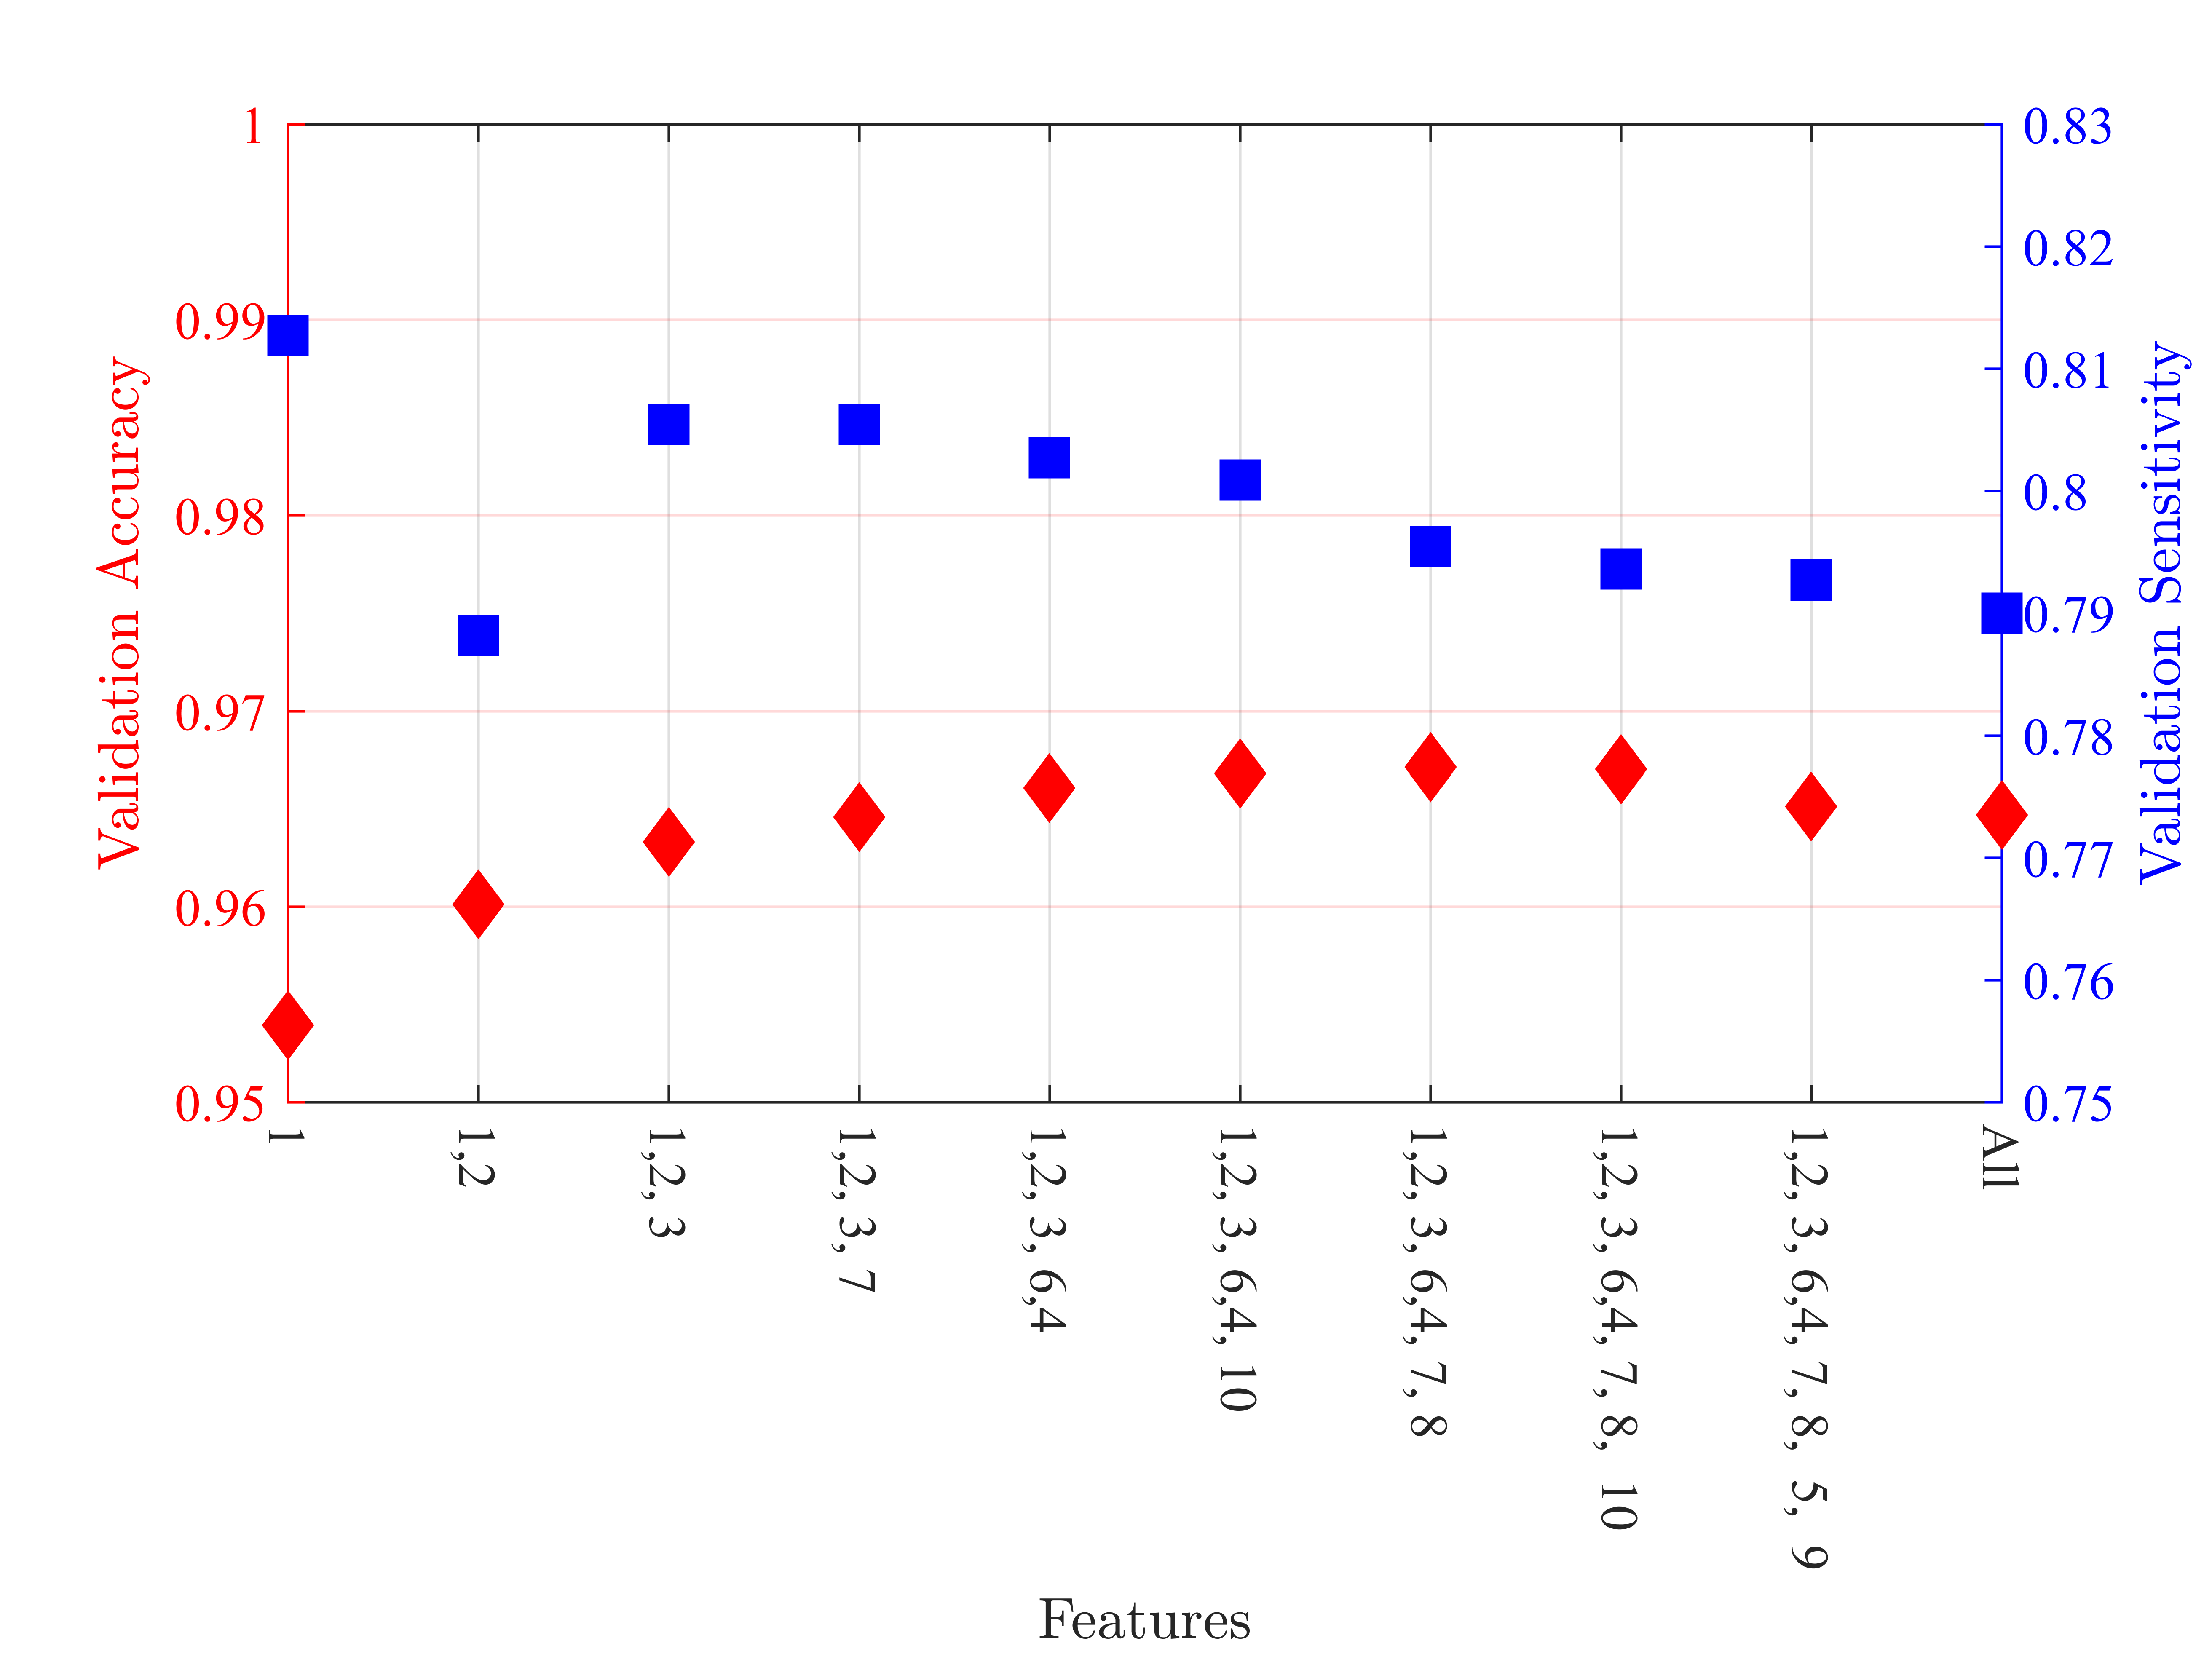 1
0.99
0.98
0.97
0.96
0.95
Validation Accuracy
0.83
0.82
0.81
0.8
0.79
0.78
0.77
0.76
0.75
Validation Sensitivity
1
1,2
1,2, 3
1,2, 3, 7
1,2, 3, 6,4
1,2, 3, 6,4, 10
1,2, 3, 6,4, 7, 8
1,2, 3, 6,4, 7, 8, 10
1,2, 3, 6,4, 7, 8, 5, 9
All
Features